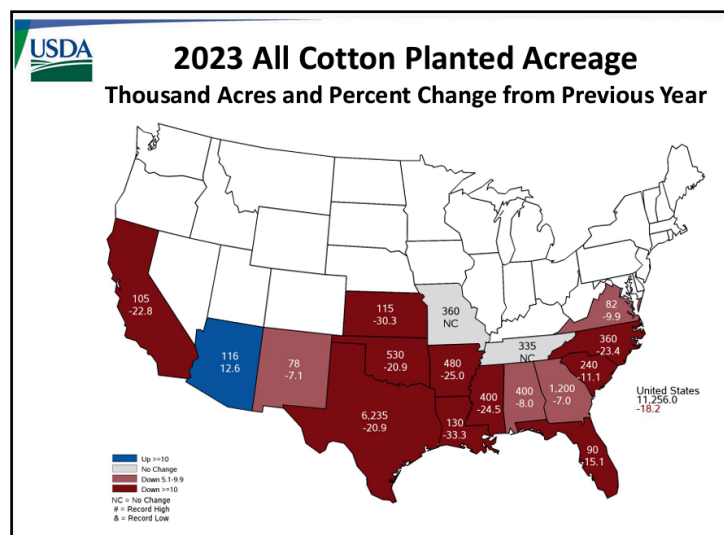 USDA
2023 All Cotton Planted Acreage
Thousand Acres and Percent Change from Previous Year
105
-22.8
116
12.6
78
-7.1
115
-30.3
530
-20.9
6,235
-20.9
360
NC
480
-25.0
130
-33.3
335
NC
400
-24.5
400
-8.0
1,200
-7.0
82
-9.9
360
-23.4
240
-11.1
90
-15.1
United States
11,256.0
-18.2
Up >=10
No Change
Down 5.1-9.9
Down >=10
NC = No Change
# = Record High
& = Record Low